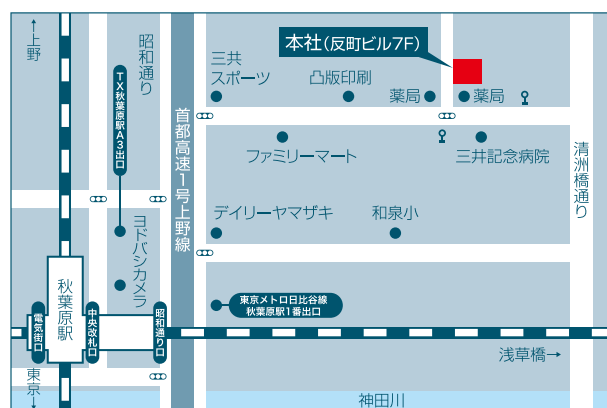 ↑上野
昭和通り
TX秋葉原駅A3出口
首都高速1号上野線
本社(反町ビル7F)
三共
スポーツ
凸版印刷
薬局
薬局
ファミリーマート
三井記念病院
清洲橋通り
デイリーヤマザキ
和泉小
ヨドバシカメラ
東京メトロ日比谷線
秋葉原駅1番出口
秋葉原駅
電気街口
中央改札口
昭和通り口
浅草橋→
東京↓
神田川